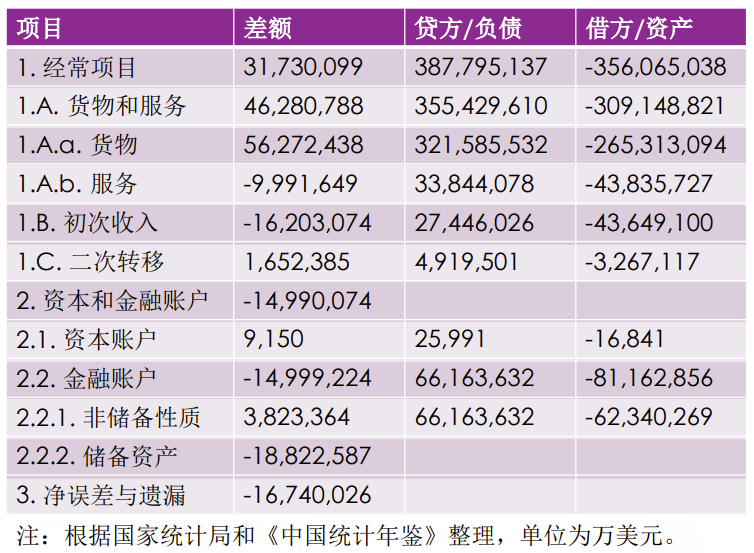 项目 差额 贷方/负债 借方/资产
1. 经常项目 31,730,099 387,795,137 -356,065,038
1.A. 货物和服务 46,280,788 355,429,610 -309,148,821
1.A.a. 货物 56,272,438 321,585,532 -265,313,094
1.A.b. 服务 -9,991,649 33,844,078 -43,835,727
1.B. 初次收入 -16,203,074 27,446,026 -43,649,100
1.C. 二次转移 1,652,385 4,919,501 -3,267,117
2. 资本和金融账户 -14,990,074
2.1. 资本账户 9,150 25,991 -16,841
2.2. 金融账户 -14,999,224 66,163,632 -81,162,856
2.2.1. 非储备性质 3,823,364 66,163,632 -62,340,269
2.2.2. 储备资产 -18,822,587
3. 净误差与遗漏 -16,740,026
注：根据国家统计局和《中国统计年鉴》整理，单位为万美元。